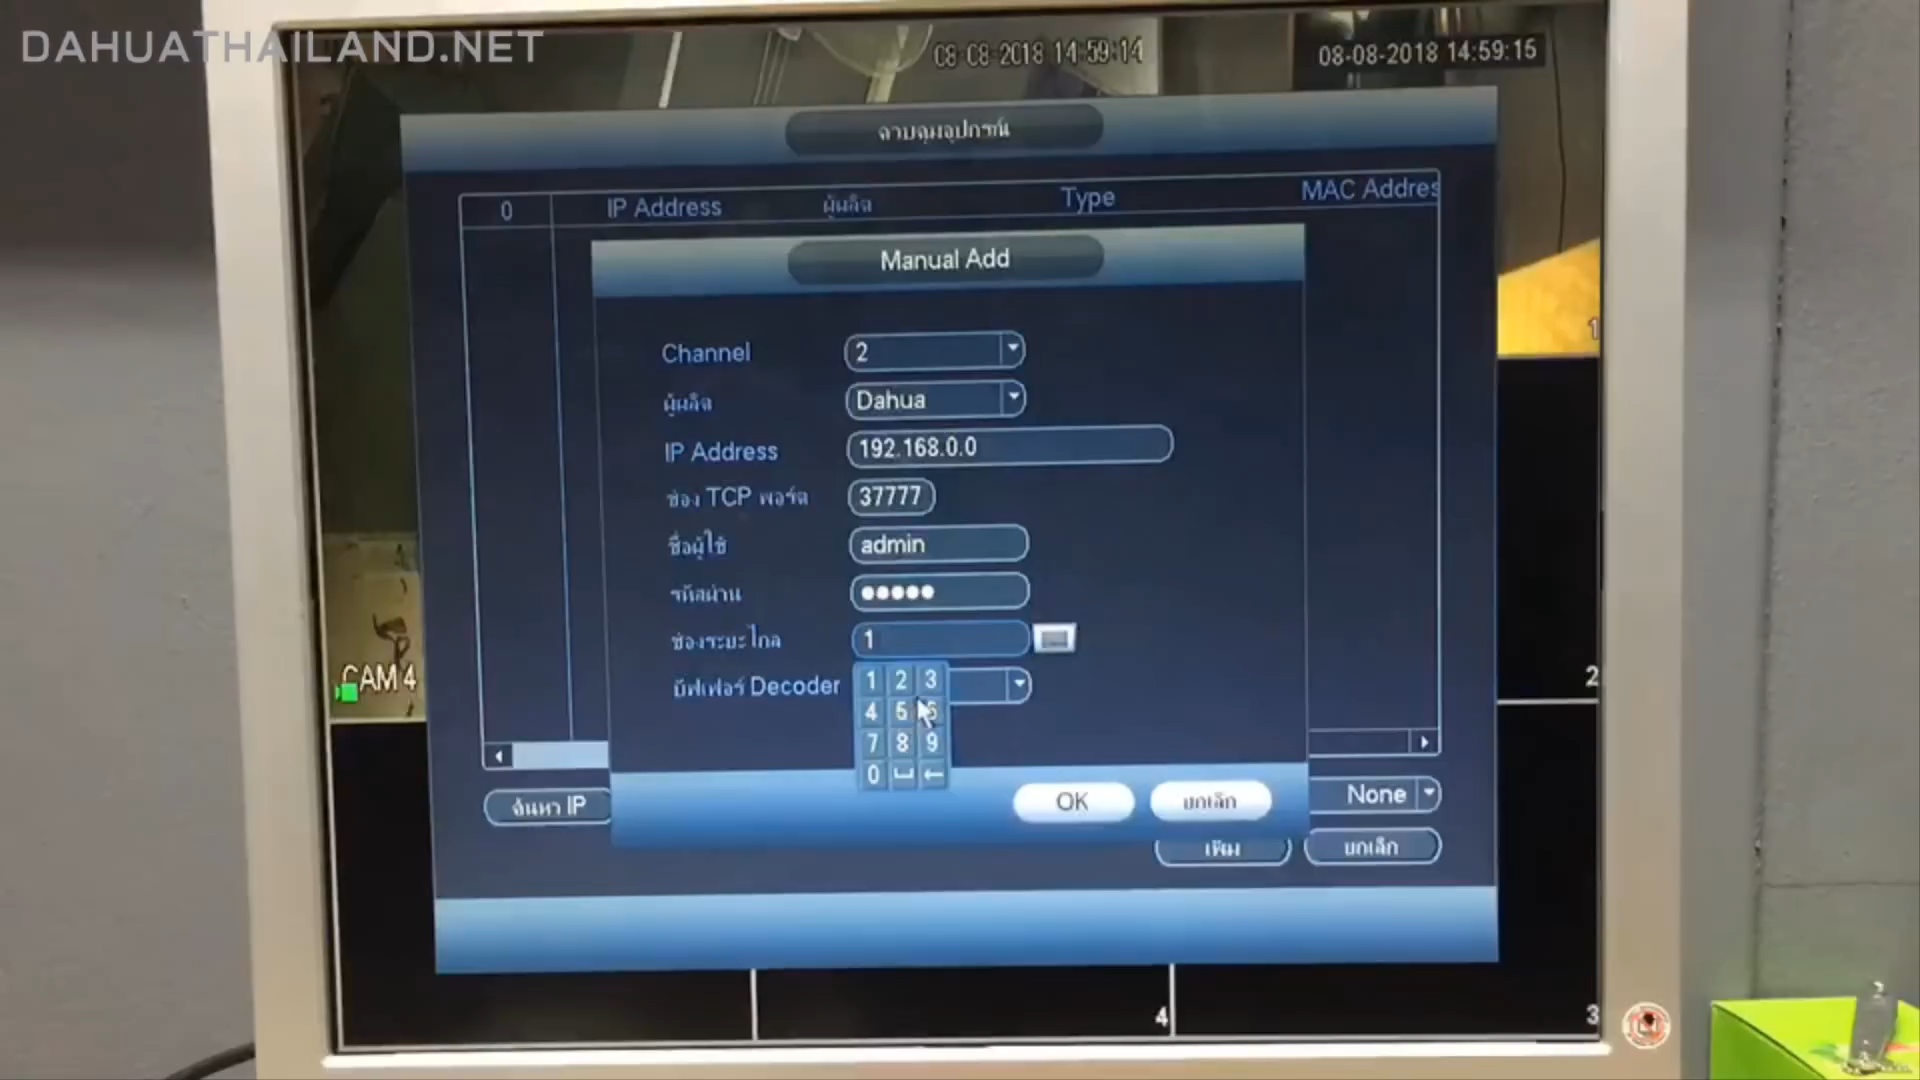 DAHUATHAILAND.NET
08-08-2018 14:59:14
08-08-2018 14:59:15
ควบคุมอุปกรณ์
0 IP Address ผู้ผลิต Type MAC Addres
Manual Add
Channel 2
ผู้ผลิต Dahua
IP Address 192.168.0.0
ช่อง TCP พอร์ต 37777
ชื่อผู้ใช้ admin
รหัสผ่าน ●●●●●
ช่องระยะไกล 1
บัฟเฟอร์ Decoder
1 2 3
4 5 6
7 8 9
0
OK ยกเลิก
ค้นหา IP
None
เพิ่ม ยกเลิก
CAM 4
1
2
4
3